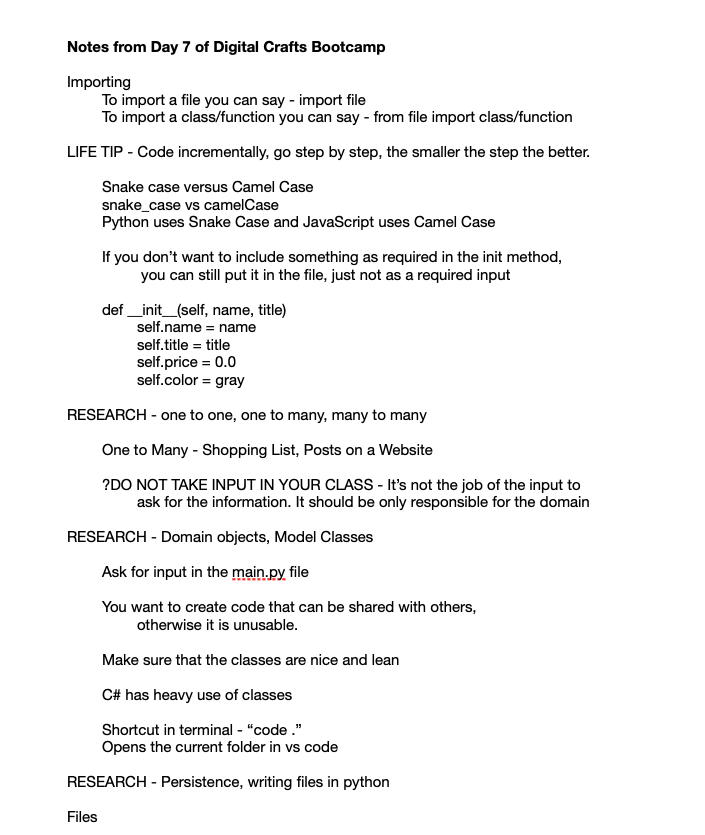 Notes from Day 7 of Digital Crafts Bootcamp
Importing
To import a file you can say - import file
To import a class/function you can say - from file import class/function
LIFE TIP - Code incrementally, go step by step, the smaller the step the better.
Snake case versus Camel Case
snake_case vs camelCase
Python uses Snake Case and JavaScript uses Camel Case
If you don’t want to include something as required in the init method,
you can still put it in the file, just not as a required input
def __init__(self, name, title)
self.name = name
self.title = title
self.price = 0.0
self.color = gray
RESEARCH - one to one, one to many, many to many
One to Many - Shopping List, Posts on a Website
?DO NOT TAKE INPUT IN YOUR CLASS - It’s not the job of the input to
ask for the information. It should be only responsible for the domain
RESEARCH - Domain objects, Model Classes
Ask for input in the main.py file
You want to create code that can be shared with others,
otherwise it is unusable.
Make sure that the classes are nice and lean
C# has heavy use of classes
Shortcut in terminal - “code .”
Opens the current folder in vs code
RESEARCH - Persistence, writing files in python
Files